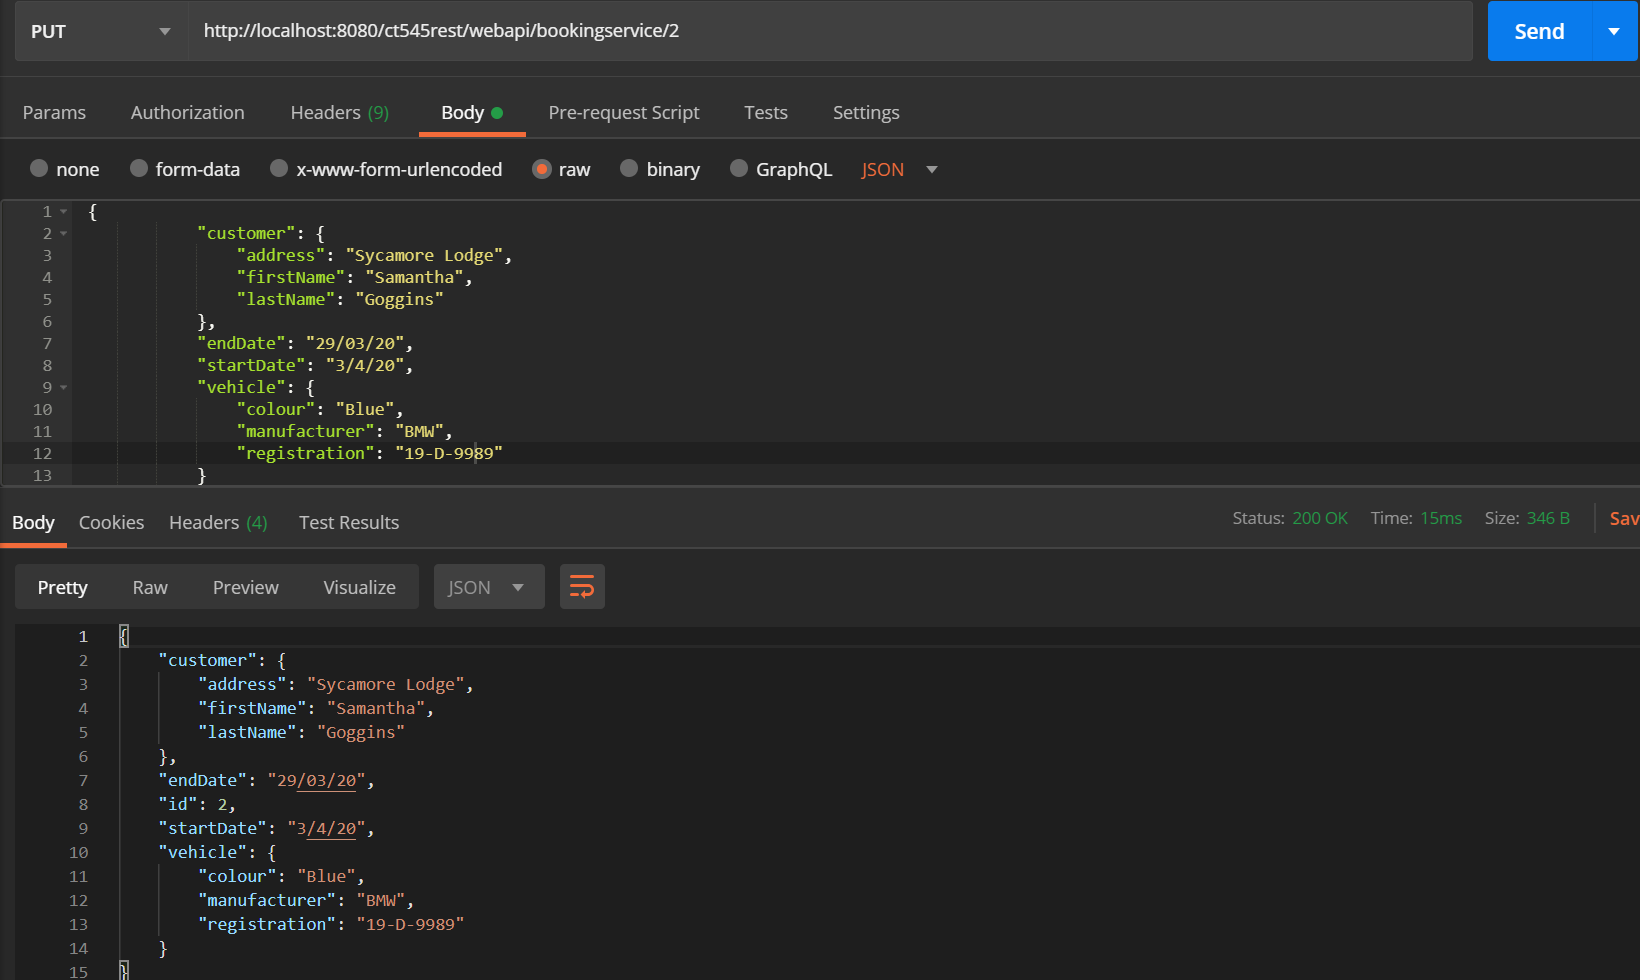 PUT http://localhost:8080/ct545rest/webapi/bookingservice/2 Send
Params Authorization Headers (9) Body Pre-request Script Tests Settings
none form-data x-www-form-urlencoded raw binary GraphQL JSON
1 {
2 "customer": {
3 "address": "Sycamore Lodge",
4 "firstName": "Samantha",
5 "lastName": "Goggins"
6 },
7 "endDate": "29/03/20",
8 "startDate": "3/4/20",
9 "vehicle": {
10 "colour": "Blue",
11 "manufacturer": "BMW",
12 "registration": "19-D-9989"
13 }
Body Cookies Headers (4) Test Results Status: 200 OK Time: 15ms Size: 346 B Sav
Pretty Raw Preview Visualize JSON
1 {
2 "customer": {
3 "address": "Sycamore Lodge",
4 "firstName": "Samantha",
5 "lastName": "Goggins"
6 },
7 "endDate": "29/03/20",
8 "id": 2,
9 "startDate": "3/4/20",
10 "vehicle": {
11 "colour": "Blue",
12 "manufacturer": "BMW",
13 "registration": "19-D-9989"
14 }
15 }